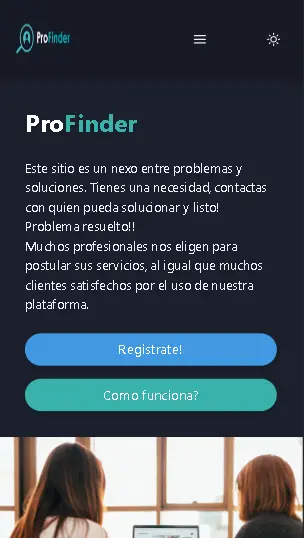 ProFinder
ProFinder
Este sitio es un nexo entre problemas y
soluciones. Tienes una necesidad, contactas
con quien pueda solucionar y listo!
Problema resuelto!!
Muchos profesionales nos eligen para
postular sus servicios, al igual que muchos
clientes satisfechos por el uso de nuestra
plataforma.
Registrate!
Como funciona?